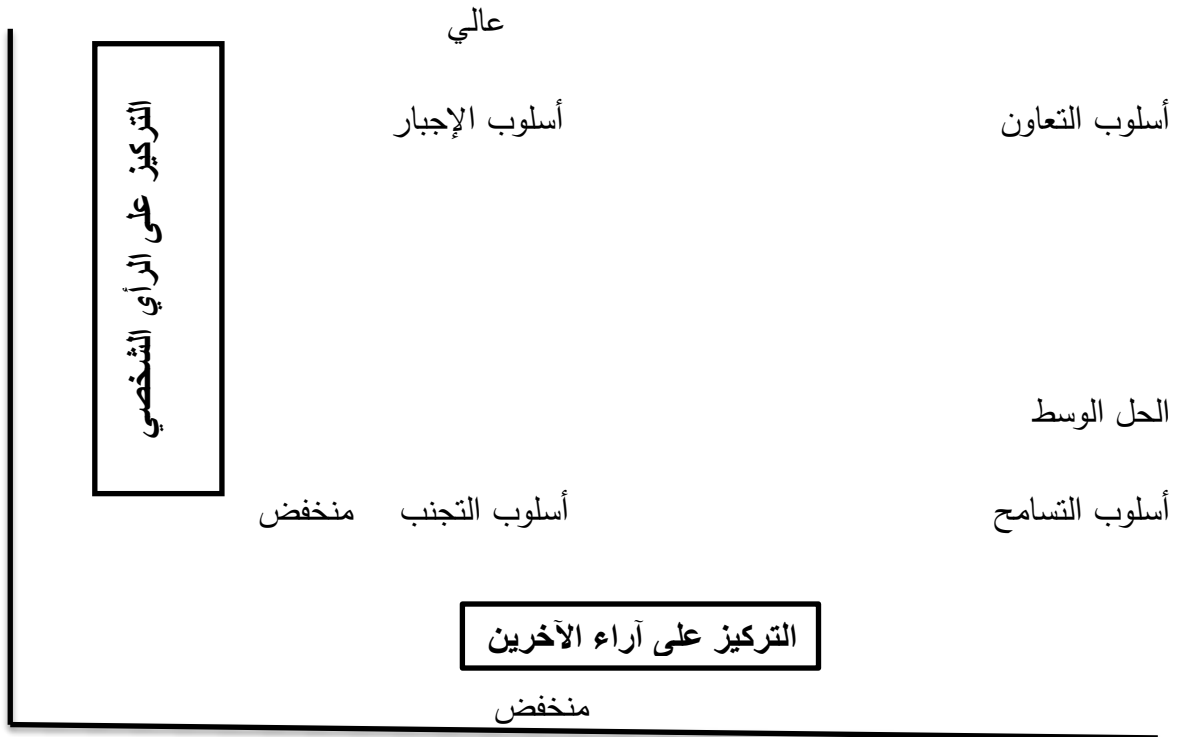 عالي
أسلوب التعاون أسلوب الإجبار
التركيز على الرأي الشخصي
الحل الوسط
أسلوب التسامح أسلوب التجنب منخفض
التركيز على آراء الآخرين
منخفض